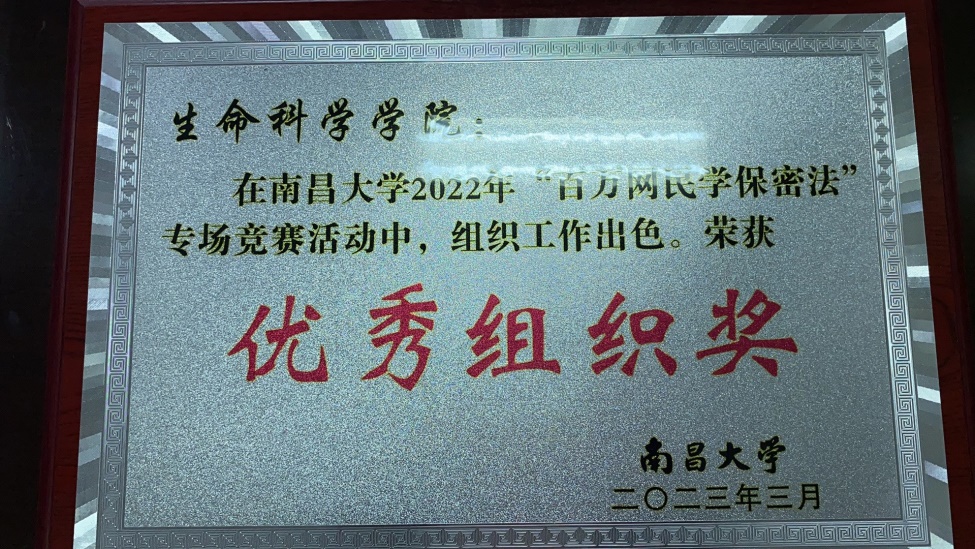 生命科学学院：
在南昌大学2022年“百万网民学保密法”
专场竞赛活动中，组织工作出色。荣获
优秀组织奖
南昌大学
二〇二三年三月